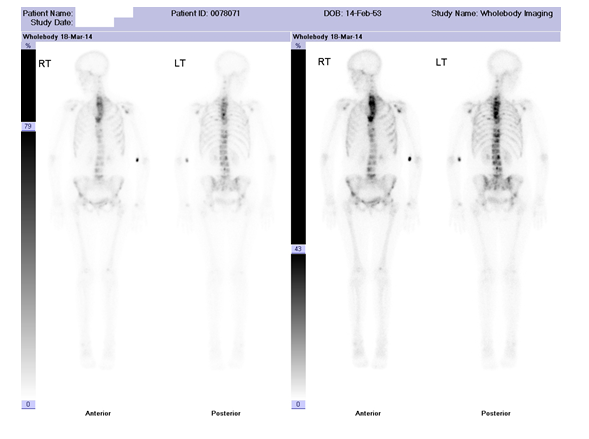 Patient Name: Patient ID: 0078071 DOB: 14-Feb-53 Study Name: Wholebody Imaging
Study Date:
Wholebody 18-Mar-14 Wholebody 18-Mar-14
% %
RT LT RT LT
79
43
0 0
Anterior Posterior Anterior Posterior